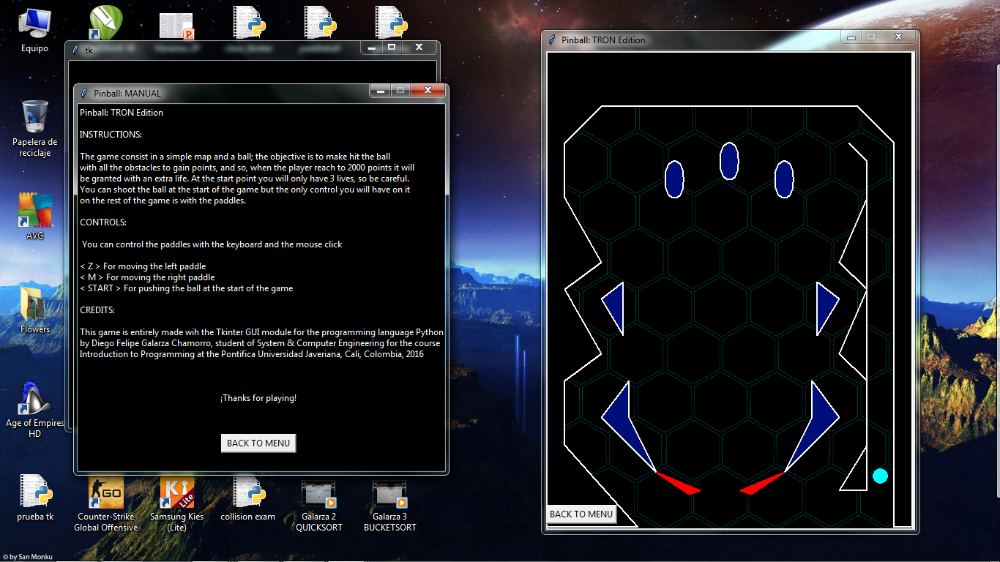 Equipo
Papelera de
reciclaje
AVG
Flowers
Age of Empires
HD
prueba tk
Counter-Strike
Global Offensive
Samsung Kies
(Lite)
collision exam
Galarza 2
QUICKSORT
Galarza 3
BUCKETSORT
tk
Pinball: MANUAL
Pinball: TRON Edition
INSTRUCTIONS:
The game consist in a simple map and a ball; the objective is to make hit the ball
with all the obstacles to gain points, and so, when the player reach to 2000 points it will
be granted with an extra life. At the start point you will only have 3 lives, so be careful.
You can shoot the ball at the start of the game but the only control you will have on it
on the rest of the game is with the paddles.
CONTROLS:
You can control the paddles with the keyboard and the mouse click
< Z > For moving the left paddle
< M > For moving the right paddle
< START > For pushing the ball at the start of the game
CREDITS:
This game is entirely made wih the Tkinter GUI module for the programming language Python
by Diego Felipe Galarza Chamorro, student of System & Computer Engineering for the course
Introduction to Programming at the Pontifica Universidad Javeriana, Cali, Colombia, 2016
¡Thanks for playing!
BACK TO MENU
Pinball: TRON Edition
BACK TO MENU
GO
Ki
Lite
© by San Monku